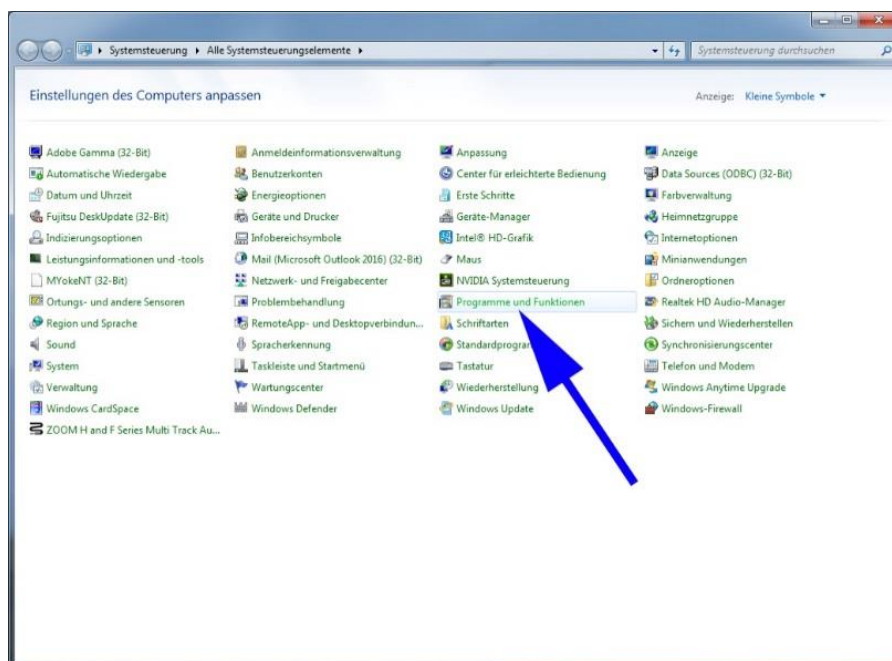 Systemsteuerung Alle Systemsteuerungselemente Systemsteuerung durchsuchen
Einstellungen des Computers anpassen Anzeige: Kleine Symbole
Adobe Gamma (32-Bit) Anmeldeinformationsverwaltung Anpassung Anzeige
Automatische Wiedergabe Benutzerkonten Center für erleichterte Bedienung Data Sources (ODBC) (32-Bit)
Datum und Uhrzeit Energieoptionen Erste Schritte Farbverwaltung
Fujitsu DeskUpdate (32-Bit) Geräte und Drucker Geräte-Manager Heimnetzgruppe
Indizierungsoptionen Infobereichsymbole Intel® HD-Grafik Internetoptionen
Leistungsinformationen und -tools Mail (Microsoft Outlook 2016) (32-Bit) Maus Minianwendungen
MYokeNT (32-Bit) Netzwerk- und Freigabecenter NVIDIA Systemsteuerung Ordneroptionen
Ortungs- und andere Sensoren Problembehandlung Programme und Funktionen Realtek HD Audio-Manager
Region und Sprache RemoteApp- und Desktopverbindun... Schriftarten Sichern und Wiederherstellen
Sound Spracherkennung Synchronisierungscenter
System Taskleiste und Startmenü Tastatur Telefon und Modem
Verwaltung Wartungscenter Wiederherstellung Windows Anytime Upgrade
Windows CardSpace Windows Defender Windows Update Windows-Firewall
ZOOM H and F Series Multi Track Au...